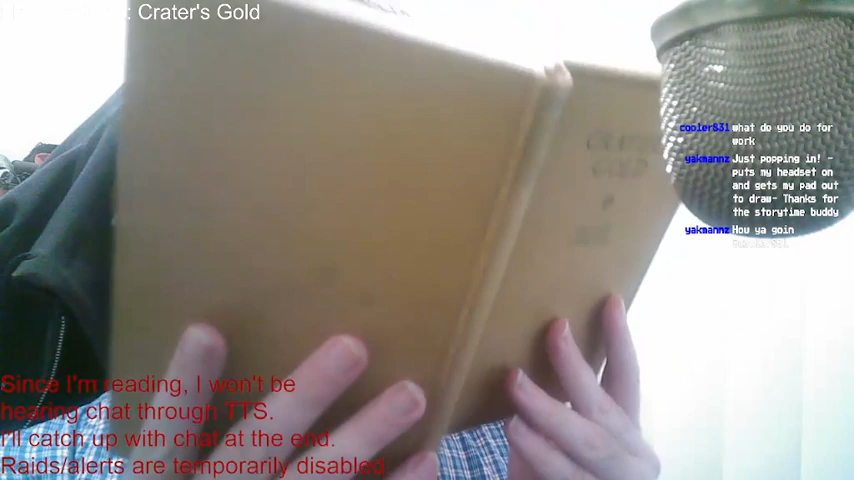 : Crater's Gold
cooler831 what do you do for
work
yakmannz Just popping in! -
puts my headset on
and gets my pad out
to draw- Thanks for
the storytime buddy
yakmannz How ya goin
GOLD
Since I'm reading, I won't be
hearing chat through TTS.
I'll catch up with chat at the end.
Raids/alerts are temporarily disabled